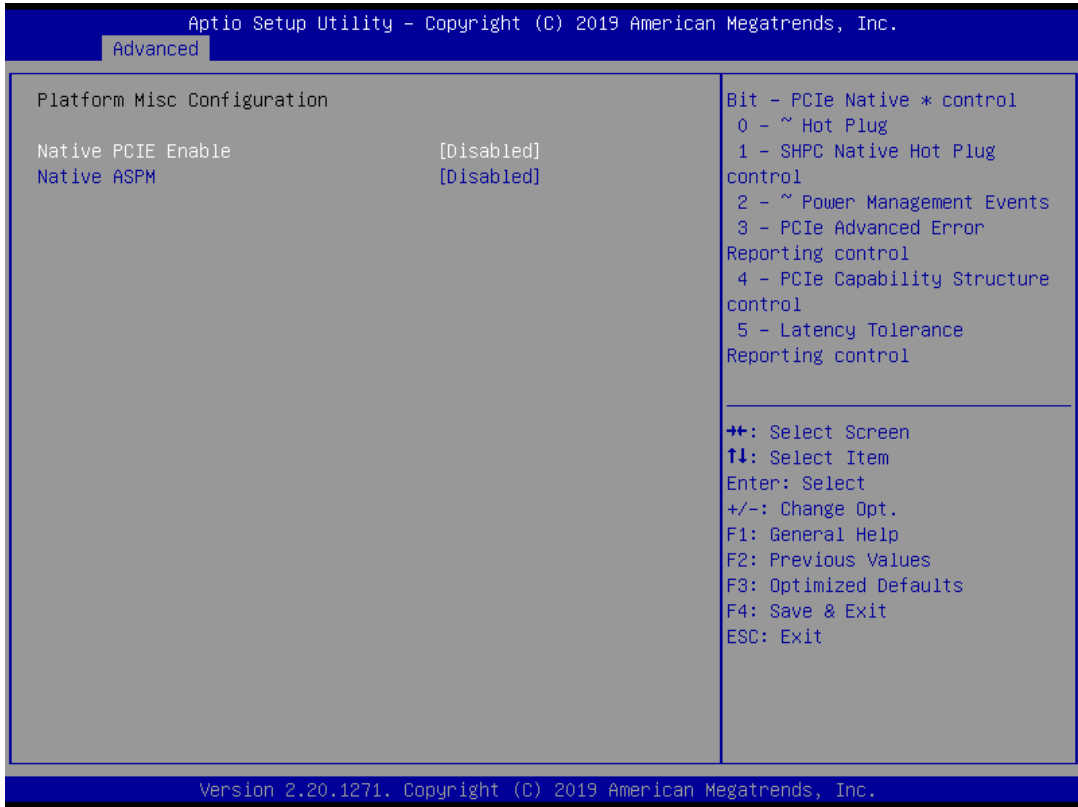 Aptio Setup Utility – Copyright (C) 2019 American Megatrends, Inc.
Advanced
Platform Misc Configuration
Native PCIE Enable [Disabled]
Native ASPM [Disabled]
Bit – PCIe Native * control
0 – ~ Hot Plug
1 – SHPC Native Hot Plug
control
2 – ~ Power Management Events
3 – PCIe Advanced Error
Reporting control
4 – PCIe Capability Structure
control
5 – Latency Tolerance
Reporting control
→←: Select Screen
↑↓: Select Item
Enter: Select
+/-: Change Opt.
F1: General Help
F2: Previous Values
F3: Optimized Defaults
F4: Save & Exit
ESC: Exit
Version 2.20.1271. Copyright (C) 2019 American Megatrends, Inc.